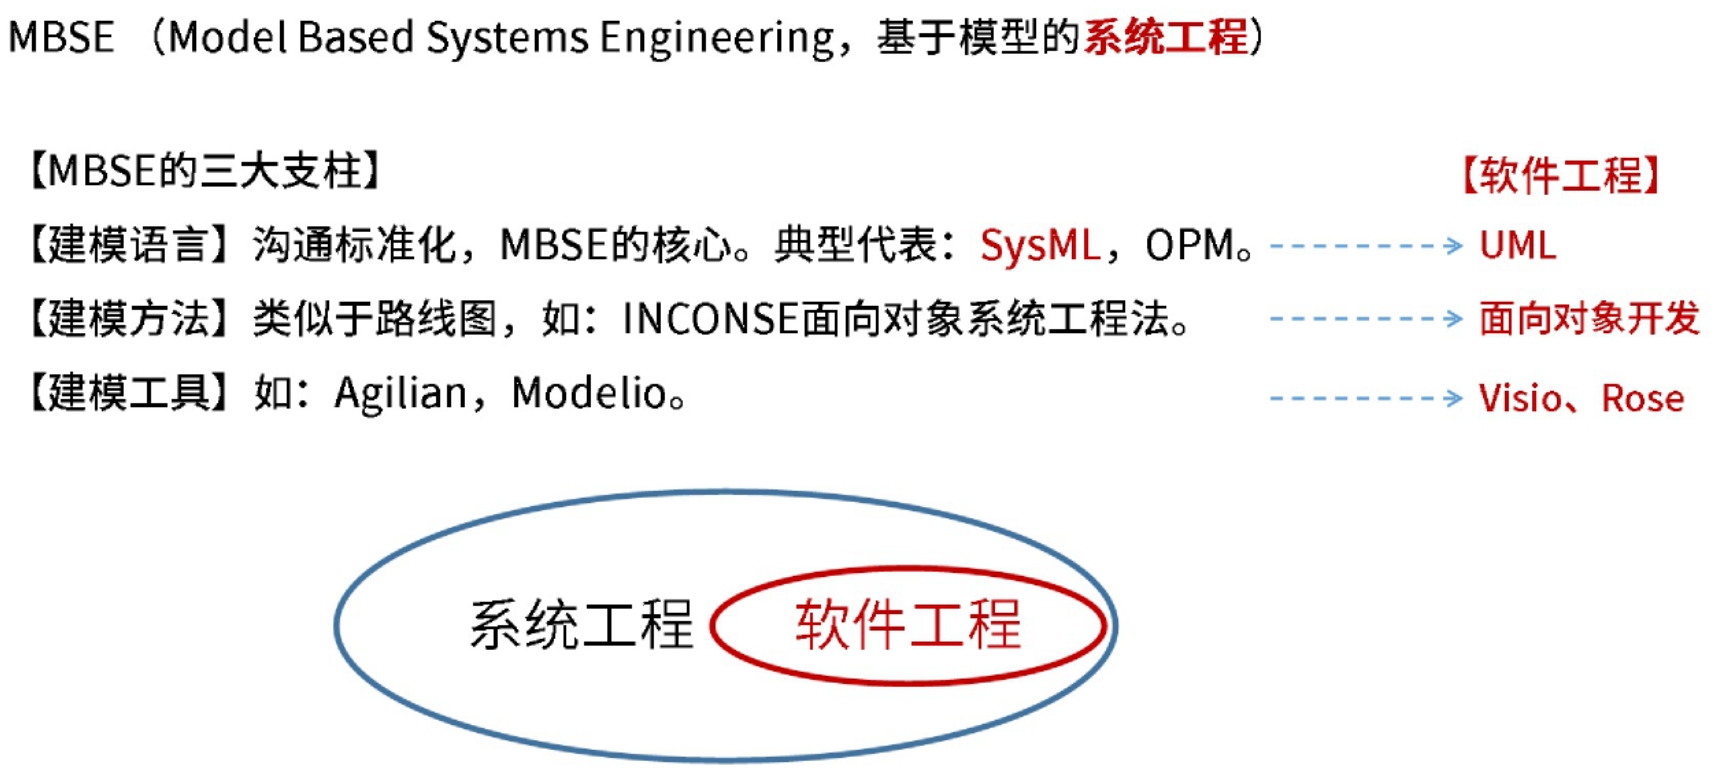 MBSE （Model Based Systems Engineering，基于模型的系统工程）
【MBSE的三大支柱】 【软件工程】
【建模语言】沟通标准化，MBSE的核心。典型代表：SysML，OPM。 UML
【建模方法】类似于路线图，如：INCONSE面向对象系统工程法。 面向对象开发
【建模工具】如：Agilian，Modelio。 Visio、Rose
系统工程 软件工程